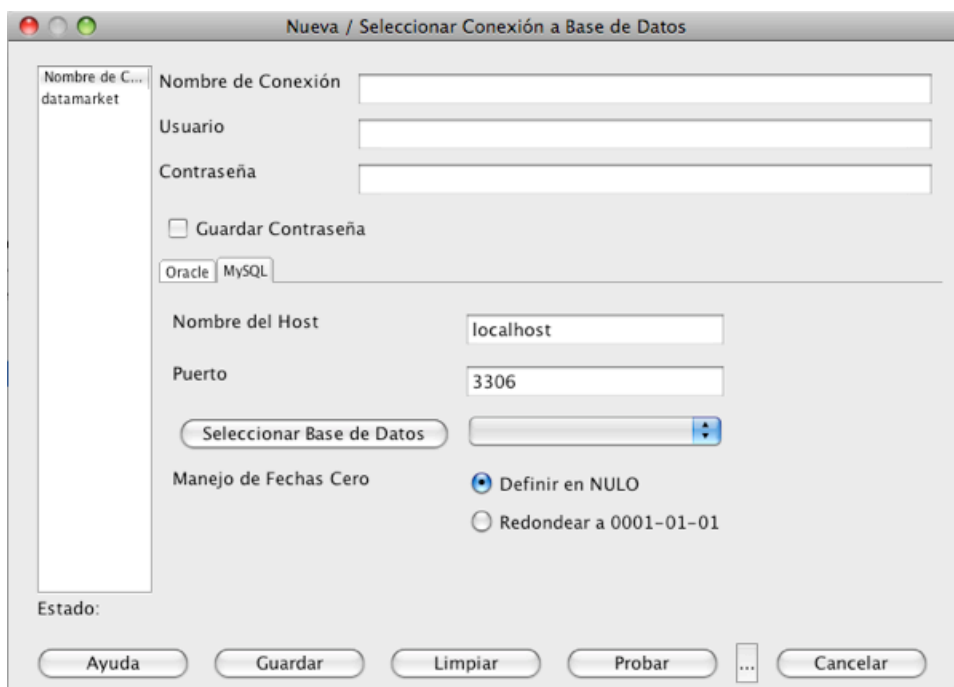 Nueva / Seleccionar Conexión a Base de Datos
Nombre de C...
datamarket
Nombre de Conexión
Usuario
Contraseña
Guardar Contraseña
Oracle MySQL
Nombre del Host localhost
Puerto 3306
Seleccionar Base de Datos
Manejo de Fechas Cero Definir en NULO
Redondear a 0001-01-01
Estado:
Ayuda Guardar Limpiar Probar ... Cancelar